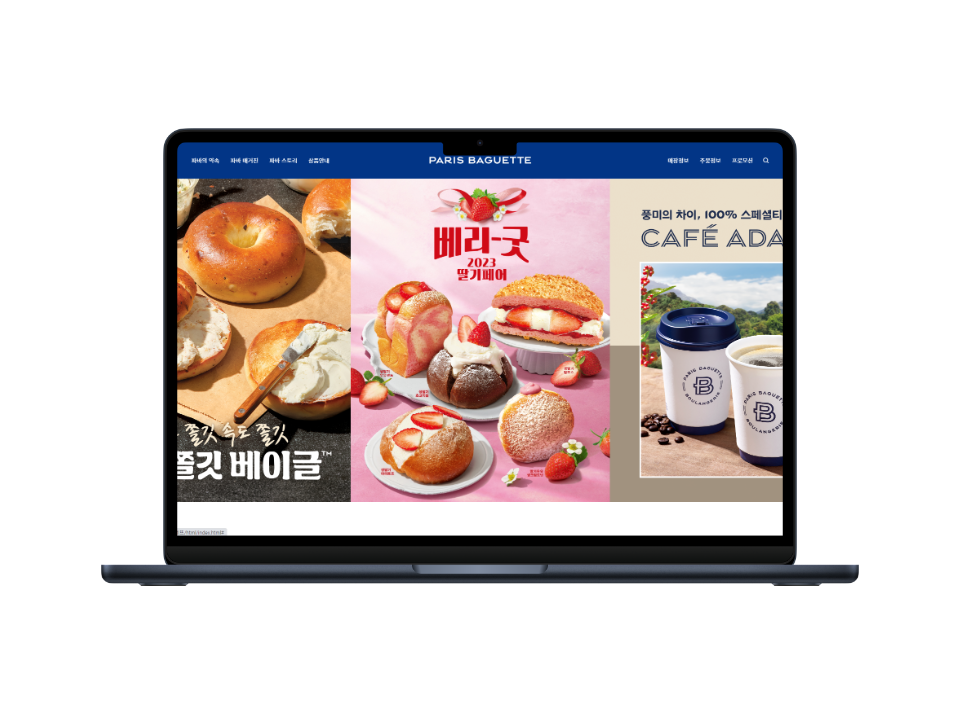 파바의 약속 파바 매거진 파바 스토리 상품안내
PARIS BAGUETTE
매장정보 주문정보 프로모션
쫄깃 속도 쫄깃
쫄깃 베이글™
베리-굿
2023
딸기페어
풍미의 차이, 100% 스페셜티
CAFÉ ADA
PARIS BAGUETTE
B
BOULANGERIE
PARIS BAGUETTE
B
BOULANGERIE